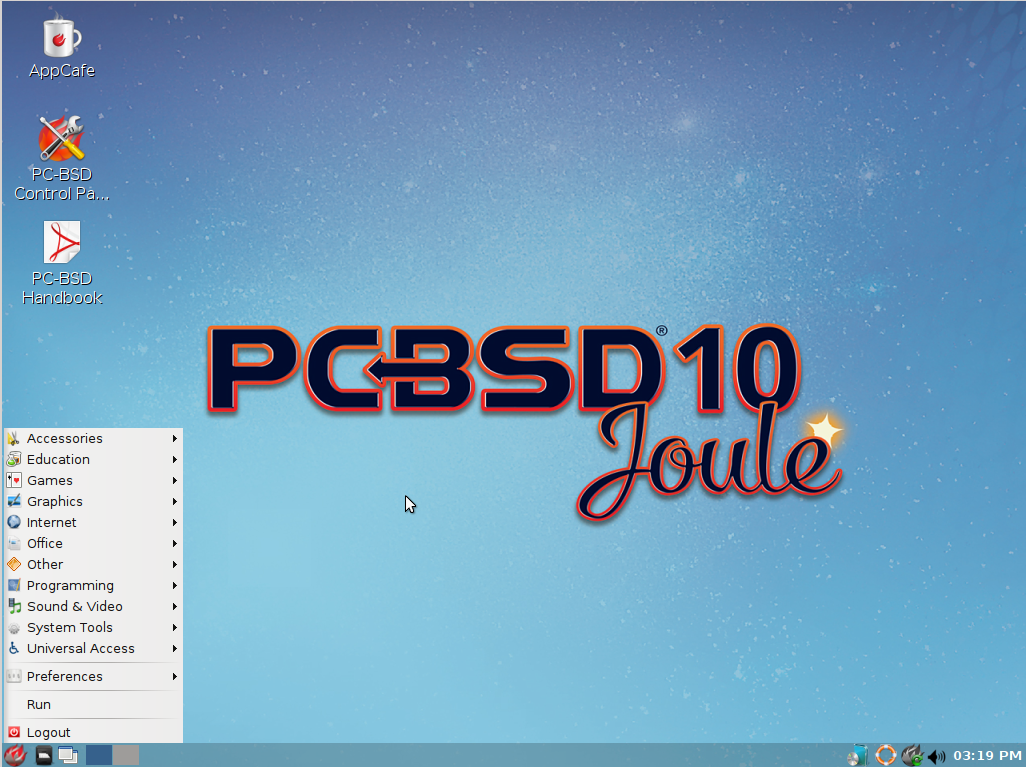 AppCafe
PC-BSD
Control Pà...
PC-BSD
Handbook
PCBSD®10
Joule
Accessories
Education
Games
Graphics
Internet
Office
Other
Programming
Sound & Video
System Tools
Universal Access
Preferences
Run
Logout
03:19 PM